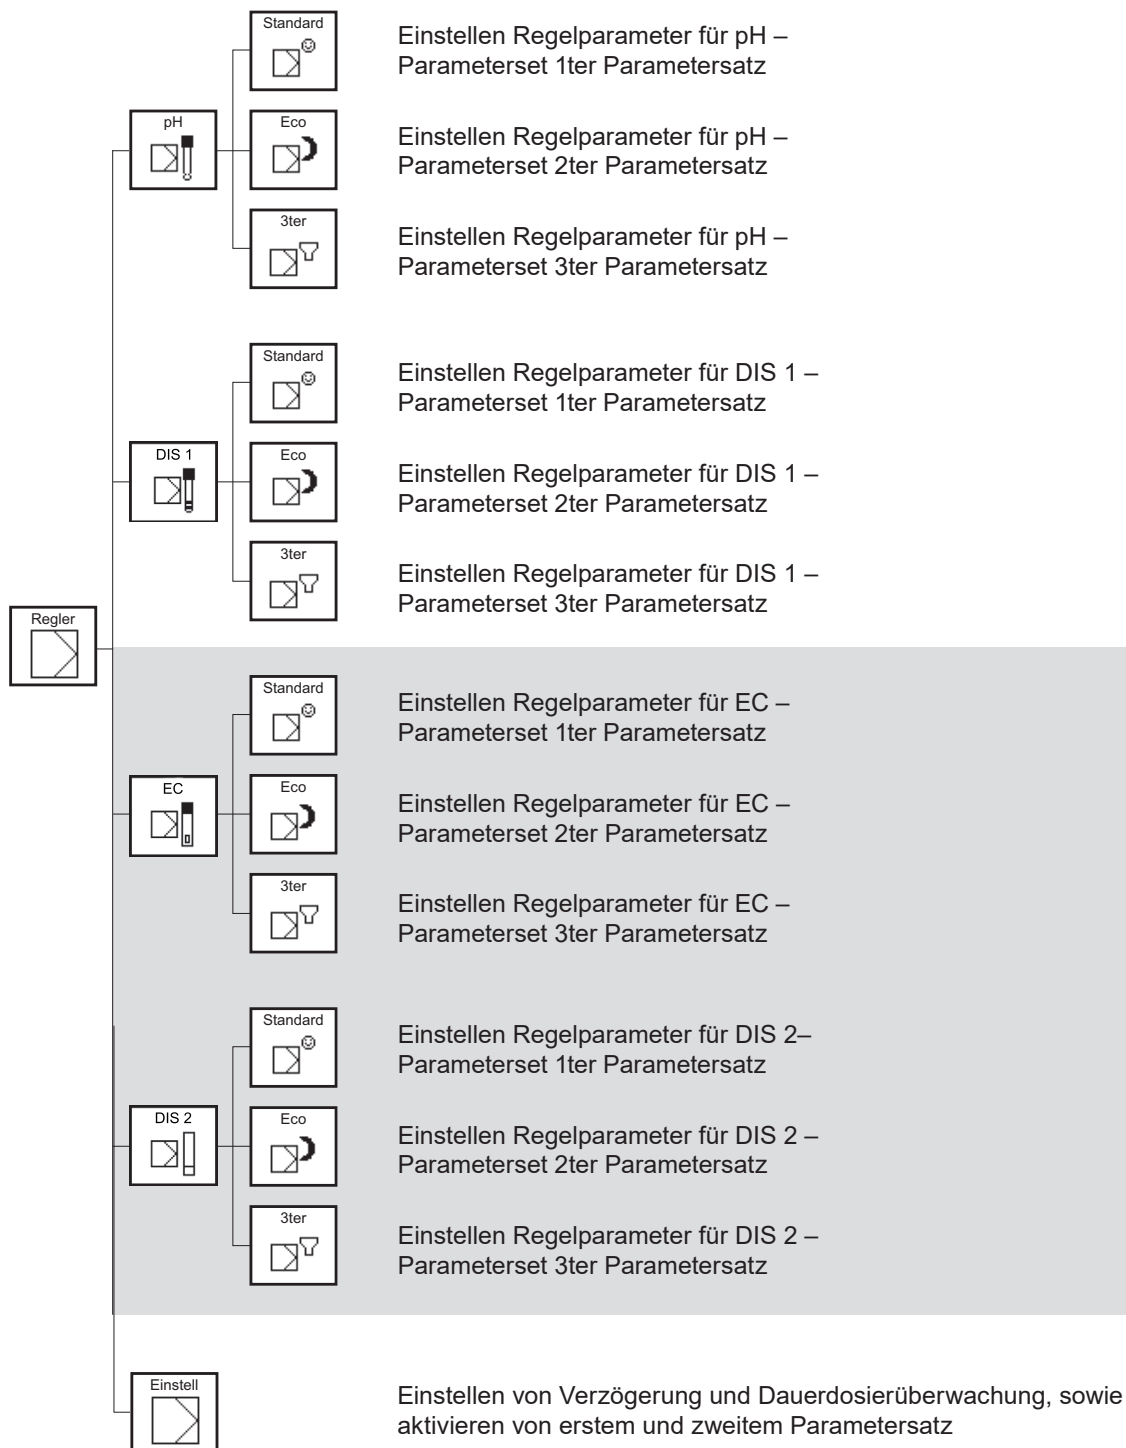 Standard
Einstellen Regelparameter für pH –
Parameterset 1ter Parametersatz
pH
Eco
Einstellen Regelparameter für pH –
Parameterset 2ter Parametersatz
3ter
Einstellen Regelparameter für pH –
Parameterset 3ter Parametersatz
Standard
Einstellen Regelparameter für DIS 1 –
Parameterset 1ter Parametersatz
DIS 1
Eco
Einstellen Regelparameter für DIS 1 –
Parameterset 2ter Parametersatz
3ter
Einstellen Regelparameter für DIS 1 –
Parameterset 3ter Parametersatz
Regler
Standard
Einstellen Regelparameter für EC –
Parameterset 1ter Parametersatz
EC
Eco
Einstellen Regelparameter für EC –
Parameterset 2ter Parametersatz
3ter
Einstellen Regelparameter für EC –
Parameterset 3ter Parametersatz
Standard
Einstellen Regelparameter für DIS 2–
Parameterset 1ter Parametersatz
DIS 2
Eco
Einstellen Regelparameter für DIS 2 –
Parameterset 2ter Parametersatz
3ter
Einstellen Regelparameter für DIS 2 –
Parameterset 3ter Parametersatz
Einstell
Einstellen von Verzögerung und Dauerdosierüberwachung, sowie
aktivieren von erstem und zweitem Parametersatz